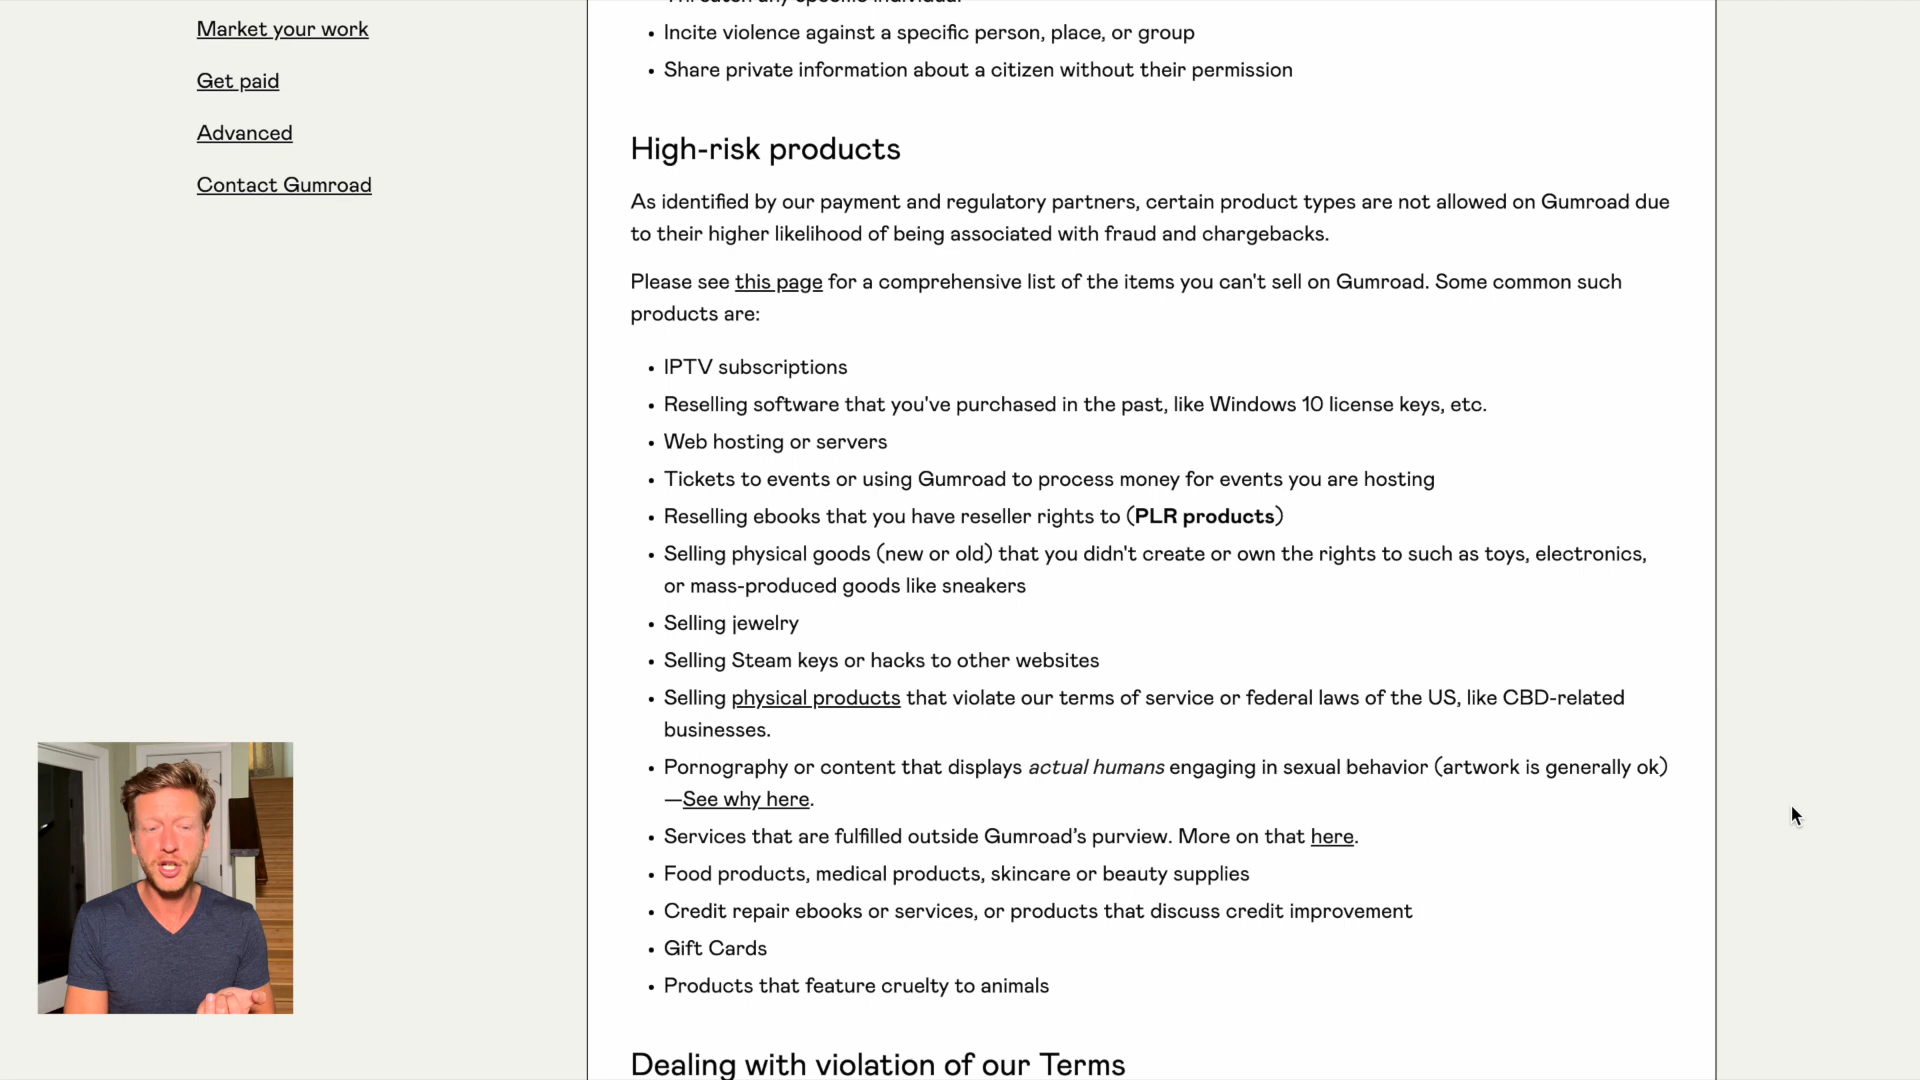 Market your work
Get paid
Advanced
Contact Gumroad
Threaten any specific individual
• Incite violence against a specific person, place, or group
• Share private information about a citizen without their permission
High-risk products
As identified by our payment and regulatory partners, certain product types are not allowed on Gumroad due
to their higher likelihood of being associated with fraud and chargebacks.
Please see this page for a comprehensive list of the items you can't sell on Gumroad. Some common such
products are:
• IPTV subscriptions
• Reselling software that you've purchased in the past, like Windows 10 license keys, etc.
• Web hosting or servers
• Tickets to events or using Gumroad to process money for events you are hosting
• Reselling ebooks that you have reseller rights to (PLR products)
• Selling physical goods (new or old) that you didn't create or own the rights to such as toys, electronics,
or mass-produced goods like sneakers
• Selling jewelry
• Selling Steam keys or hacks to other websites
• Selling physical products that violate our terms of service or federal laws of the US, like CBD-related
businesses.
• Pornography or content that displays actual humans engaging in sexual behavior (artwork is generally ok)
—See why here.
• Services that are fulfilled outside Gumroad’s purview. More on that here.
• Food products, medical products, skincare or beauty supplies
• Credit repair ebooks or services, or products that discuss credit improvement
• Gift Cards
• Products that feature cruelty to animals
Dealing with violation of our Terms